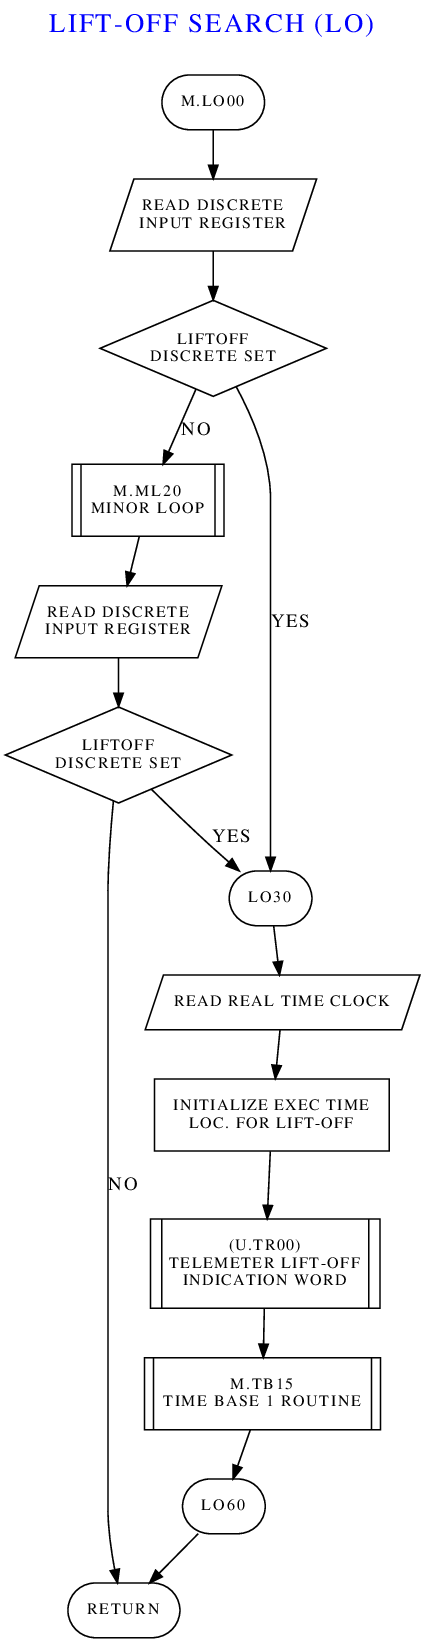 LIFT-OFF SEARCH (LO)
M.LO00
READ DISCRETE
INPUT REGISTER
LIFTOFF
DISCRETE SET
NO
M.ML20
MINOR LOOP
READ DISCRETE
INPUT REGISTER
YES
LIFTOFF
DISCRETE SET
YES
LO30
READ REAL TIME CLOCK
INITIALIZE EXEC TIME
LOC. FOR LIFT-OFF
NO
(U.TR00)
TELEMETER LIFT-OFF
INDICATION WORD
M.TB15
TIME BASE 1 ROUTINE
LO60
RETURN